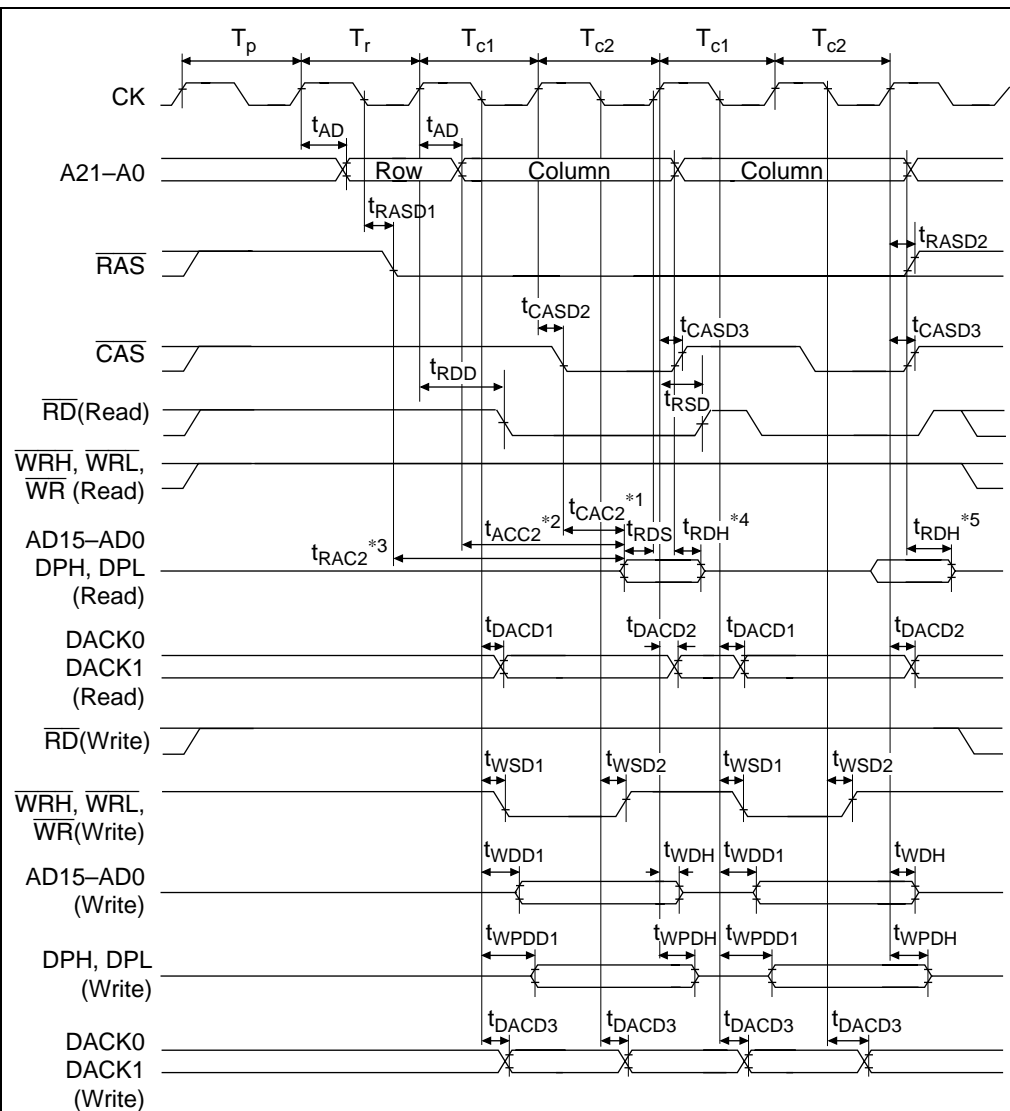 Tp Tr Tc1 Tc2 Tc1 Tc2
CK
tAD tAD
A21–A0 Row Column Column
tRASD1
tRASD2
RAS
tCASD2 tCASD3 tCASD3
CAS
tRDD tRSD
RD(Read)
WRH, WRL,
WR (Read)
tCAC2*1
tACC2*2 tRDS tRDH*4 tRDH*5
tRAC2*3
AD15–AD0
DPH, DPL
(Read)
tDACD1 tDACD2 tDACD1 tDACD2
DACK0
DACK1
(Read)
RD(Write)
tWSD1 tWSD2 tWSD1 tWSD2
WRH, WRL,
WR(Write)
tWDD1 tWDH tWDD1 tWDH
AD15–AD0
(Write)
tWPDD1 tWPDH tWPDD1 tWPDH
DPH, DPL
(Write)
tDACD3 tDACD3 tDACD3 tDACD3
DACK0
DACK1
(Write)